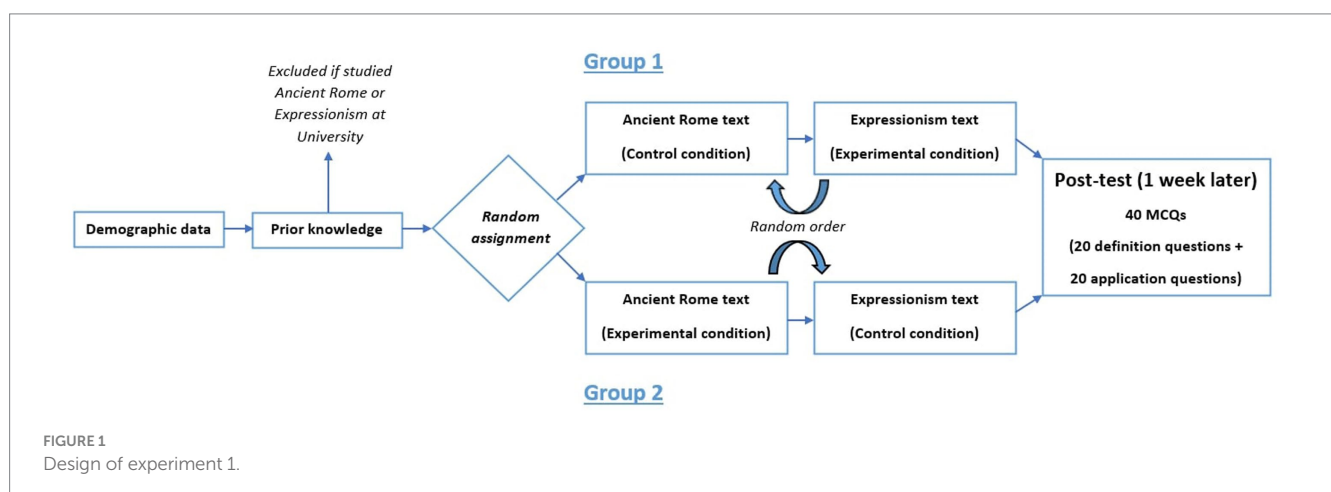 Group 1
Excluded if studied
Ancient Rome or
Expressionism at
University
Ancient Rome text
(Control condition)
Expressionism text
(Experimental condition)
Demographic data
Prior knowledge
Random
assignment
Random order
Post-test (1 week later)
40 MCQs
(20 definition questions +
20 application questions)
Ancient Rome text
(Experimental condition)
Expressionism text
(Control condition)
Group 2
FIGURE 1
Design of experiment 1.